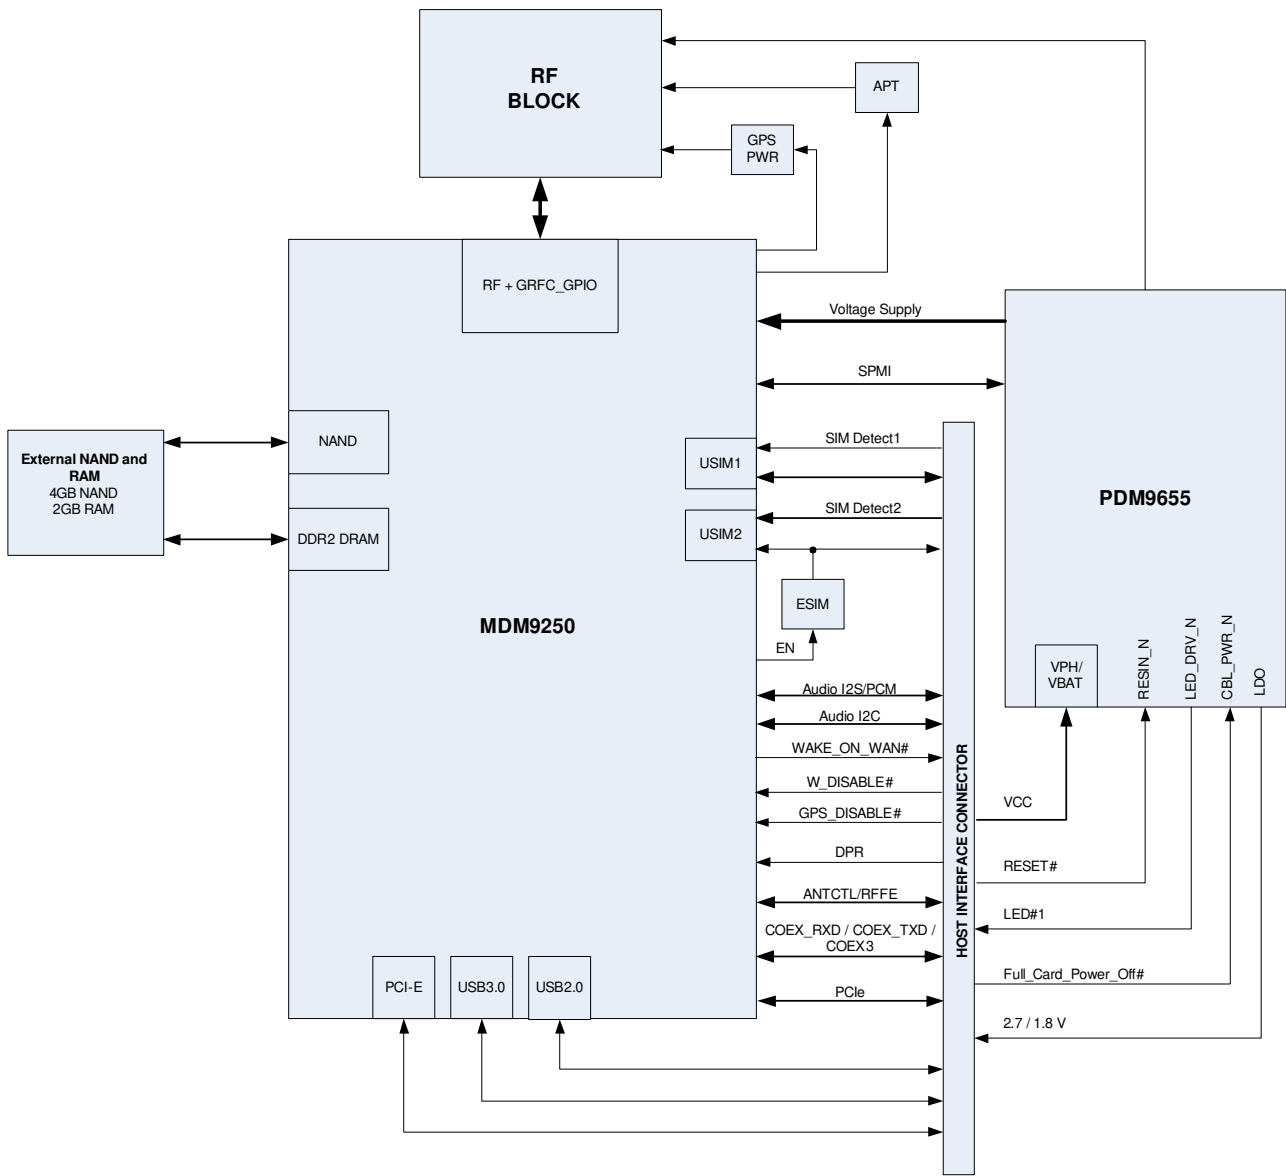 RF
BLOCK
APT
GPS
PWR
RF + GRFC_GPIO
Voltage Supply
SPMI
External NAND and
RAM
4GB NAND
2GB RAM
NAND
DDR2 DRAM
USIM1
USIM2
SIM Detect1
SIM Detect2
ESIM
EN
MDM9250
PDM9655
VPH/
VBAT
RESIN_N
LED_DRV_N
CBL_PWR_N
LDO
Audio I2S/PCM
Audio I2C
WAKE_ON_WAN#
W_DISABLE#
GPS_DISABLE#
DPR
ANTCTL/RFFE
COEX_RXD / COEX_TXD /
COEX3
PCIe
HOST INTERFACE CONNECTOR
VCC
RESET#
LED#1
Full_Card_Power_Off#
2.7 / 1.8 V
PCI-E
USB3.0
USB2.0